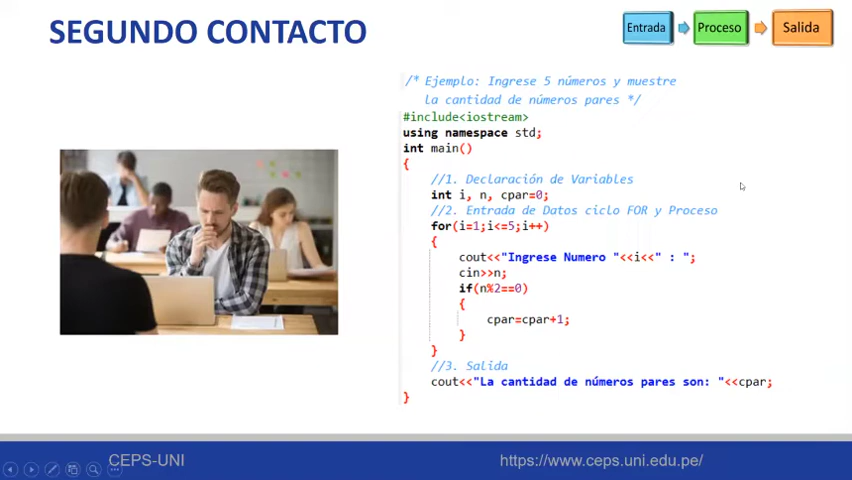 SEGUNDO CONTACTO
Entrada
Proceso
Salida
/* Ejemplo: Ingrese 5 números y muestre
la cantidad de números pares */
#include<iostream>
using namespace std;
int main()
{
//1. Declaración de Variables
int i, n, cpar=0;
//2. Entrada de Datos ciclo FOR y Proceso
for(i=1;i<=5;i++)
{
cout<<"Ingrese Numero "<<i<<" : ";
cin>>n;
if(n%2==0)
{
cpar=cpar+1;
}
}
//3. Salida
cout<<"La cantidad de números pares son: "<<cpar;
}
CEPS-UNI
https://www.ceps.uni.edu.pe/